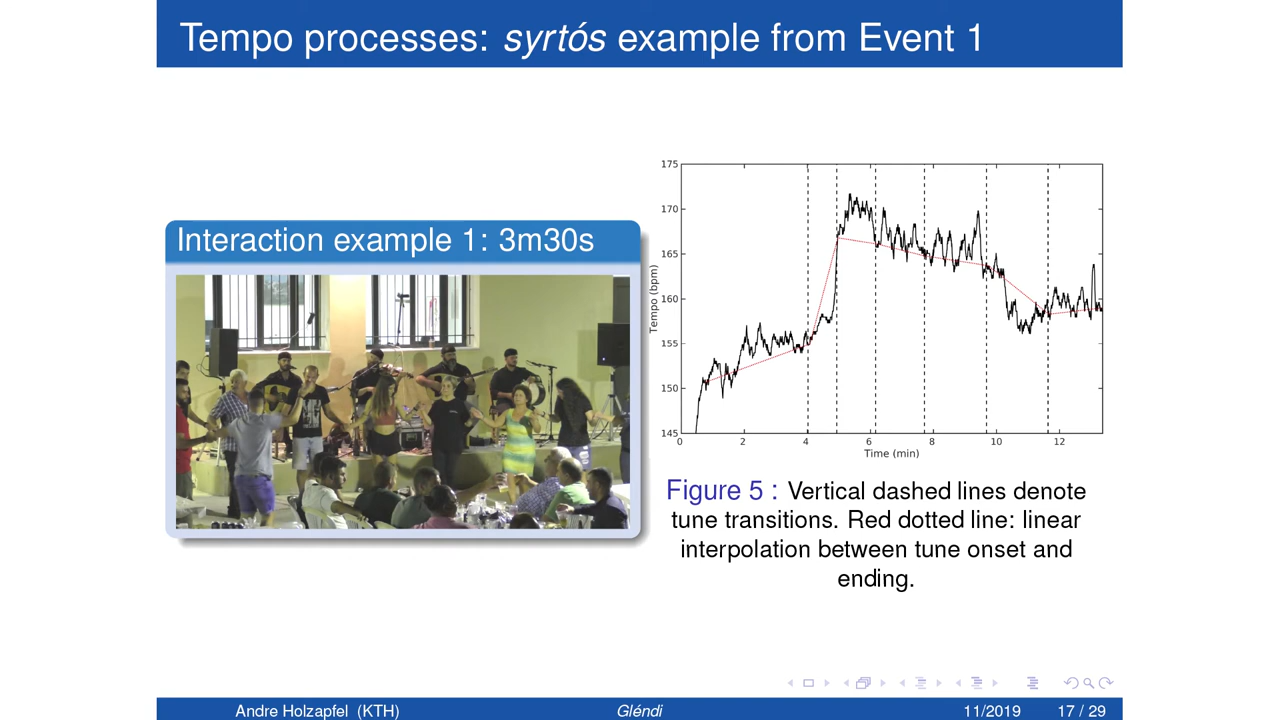 Tempo processes: syrtós example from Event 1
Interaction example 1: 3m30s
175
170
165
160
155
150
145
Tempo (bpm)
0 2 4 6 8 10 12
Time (min)
Figure 5 : Vertical dashed lines denote
tune transitions. Red dotted line: linear
interpolation between tune onset and
ending.
Andre Holzapfel (KTH) Gléndi 11/2019 17 / 29